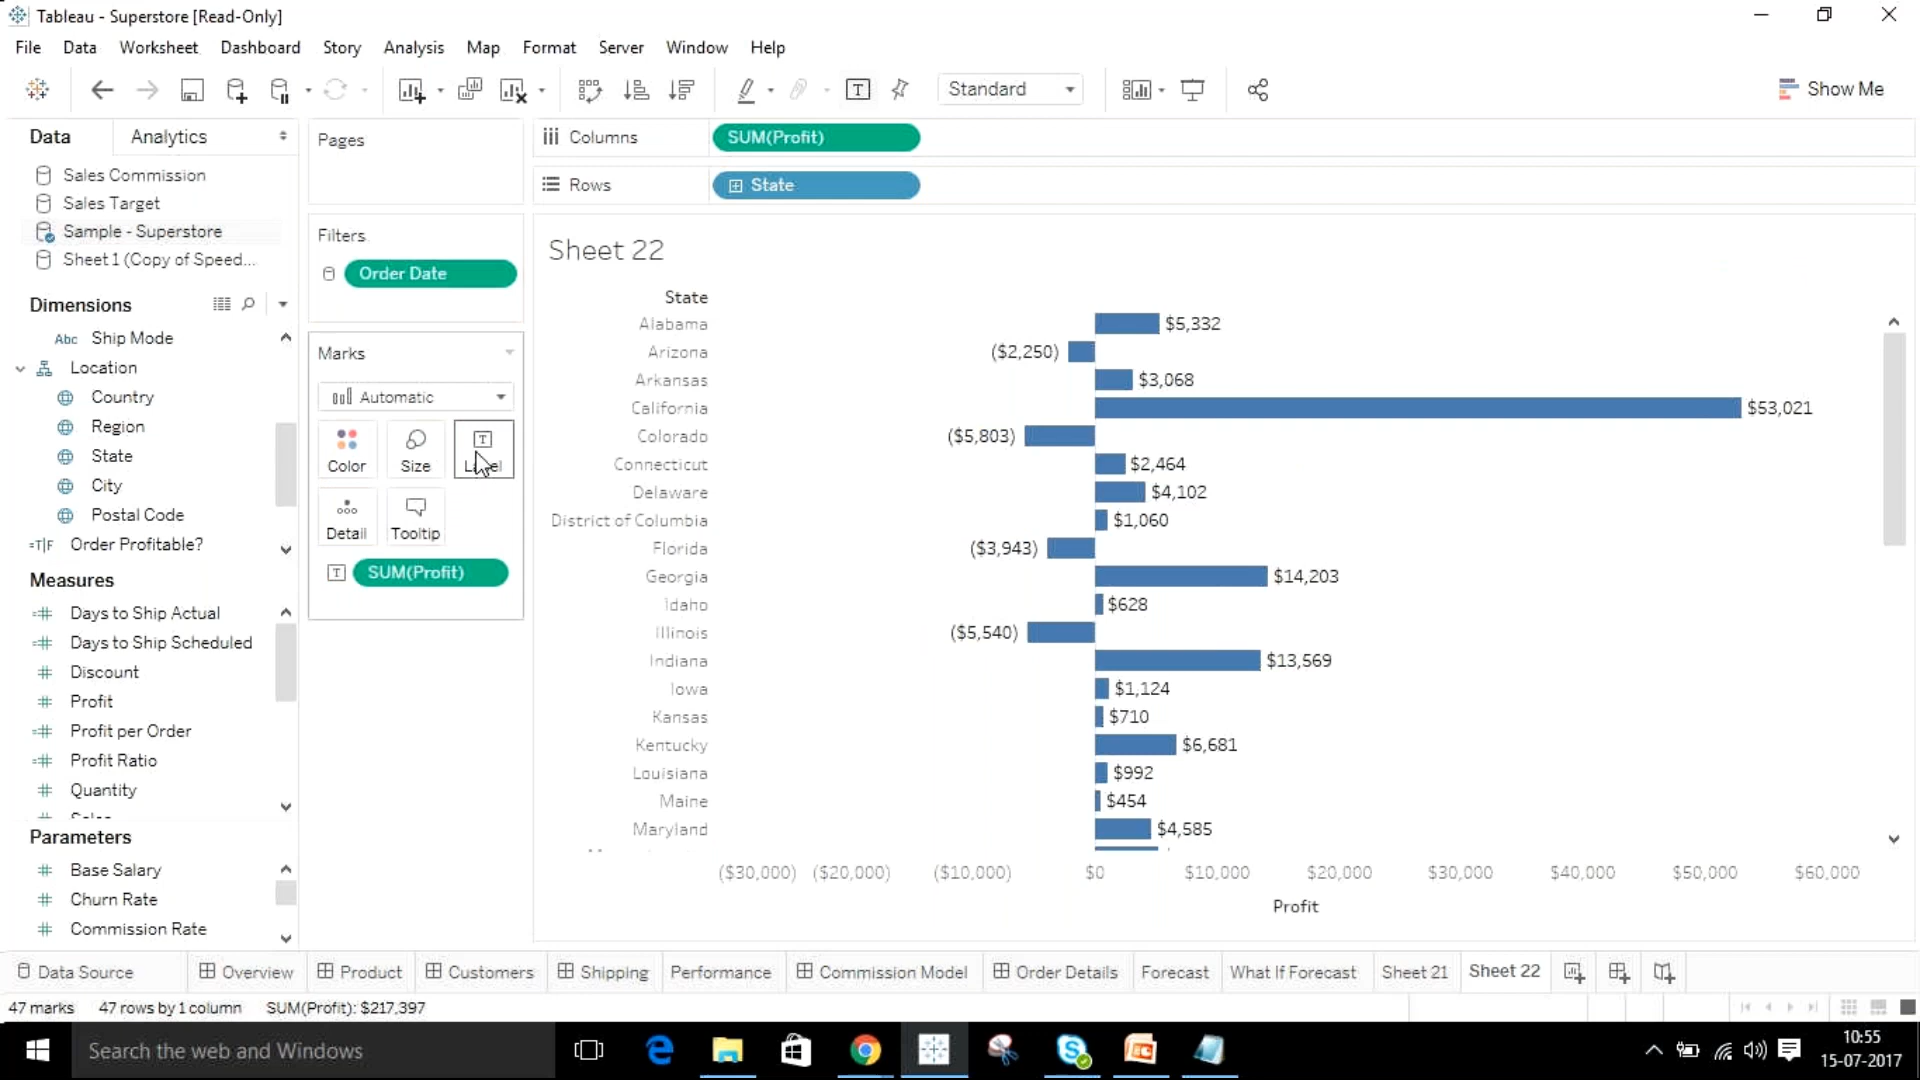 Tableau - Superstore [Read-Only]
File Data Worksheet Dashboard Story Analysis Map Format Server Window Help
Standard
Show Me
Data Analytics
Sales Commission
Sales Target
Sample - Superstore
Sheet1 (Copy of Speed...
Dimensions
Abc Ship Mode
Location
Country
Region
State
City
Postal Code
=T|F Order Profitable?
Measures
=# Days to Ship Actual
=# Days to Ship Scheduled
# Discount
# Profit
=# Profit per Order
=# Profit Ratio
# Quantity
Parameters
# Base Salary
# Churn Rate
# Commission Rate
Pages
Filters
Order Date
Marks
Automatic
Color Size Label
Detail Tooltip
SUM(Profit)
Columns SUM(Profit)
Rows State
Sheet 22
State
Alabama $5,332
Arizona ($2,250)
Arkansas $3,068
California $53,021
Colorado ($5,803)
Connecticut $2,464
Delaware $4,102
District of Columbia $1,060
Florida ($3,943)
Georgia $14,203
Idaho $628
Illinois ($5,540)
Indiana $13,569
Iowa $1,124
Kansas $710
Kentucky $6,681
Louisiana $992
Maine $454
Maryland $4,585
($30,000) ($20,000) ($10,000) $0 $10,000 $20,000 $30,000 $40,000 $50,000 $60,000
Profit
Data Source Overview Product Customers Shipping Performance Commission Model Order Details Forecast What If Forecast Sheet 21 Sheet 22
47 marks 47 rows by 1 column SUM(Profit): $217,397
Search the web and Windows
10:55
15-07-2017